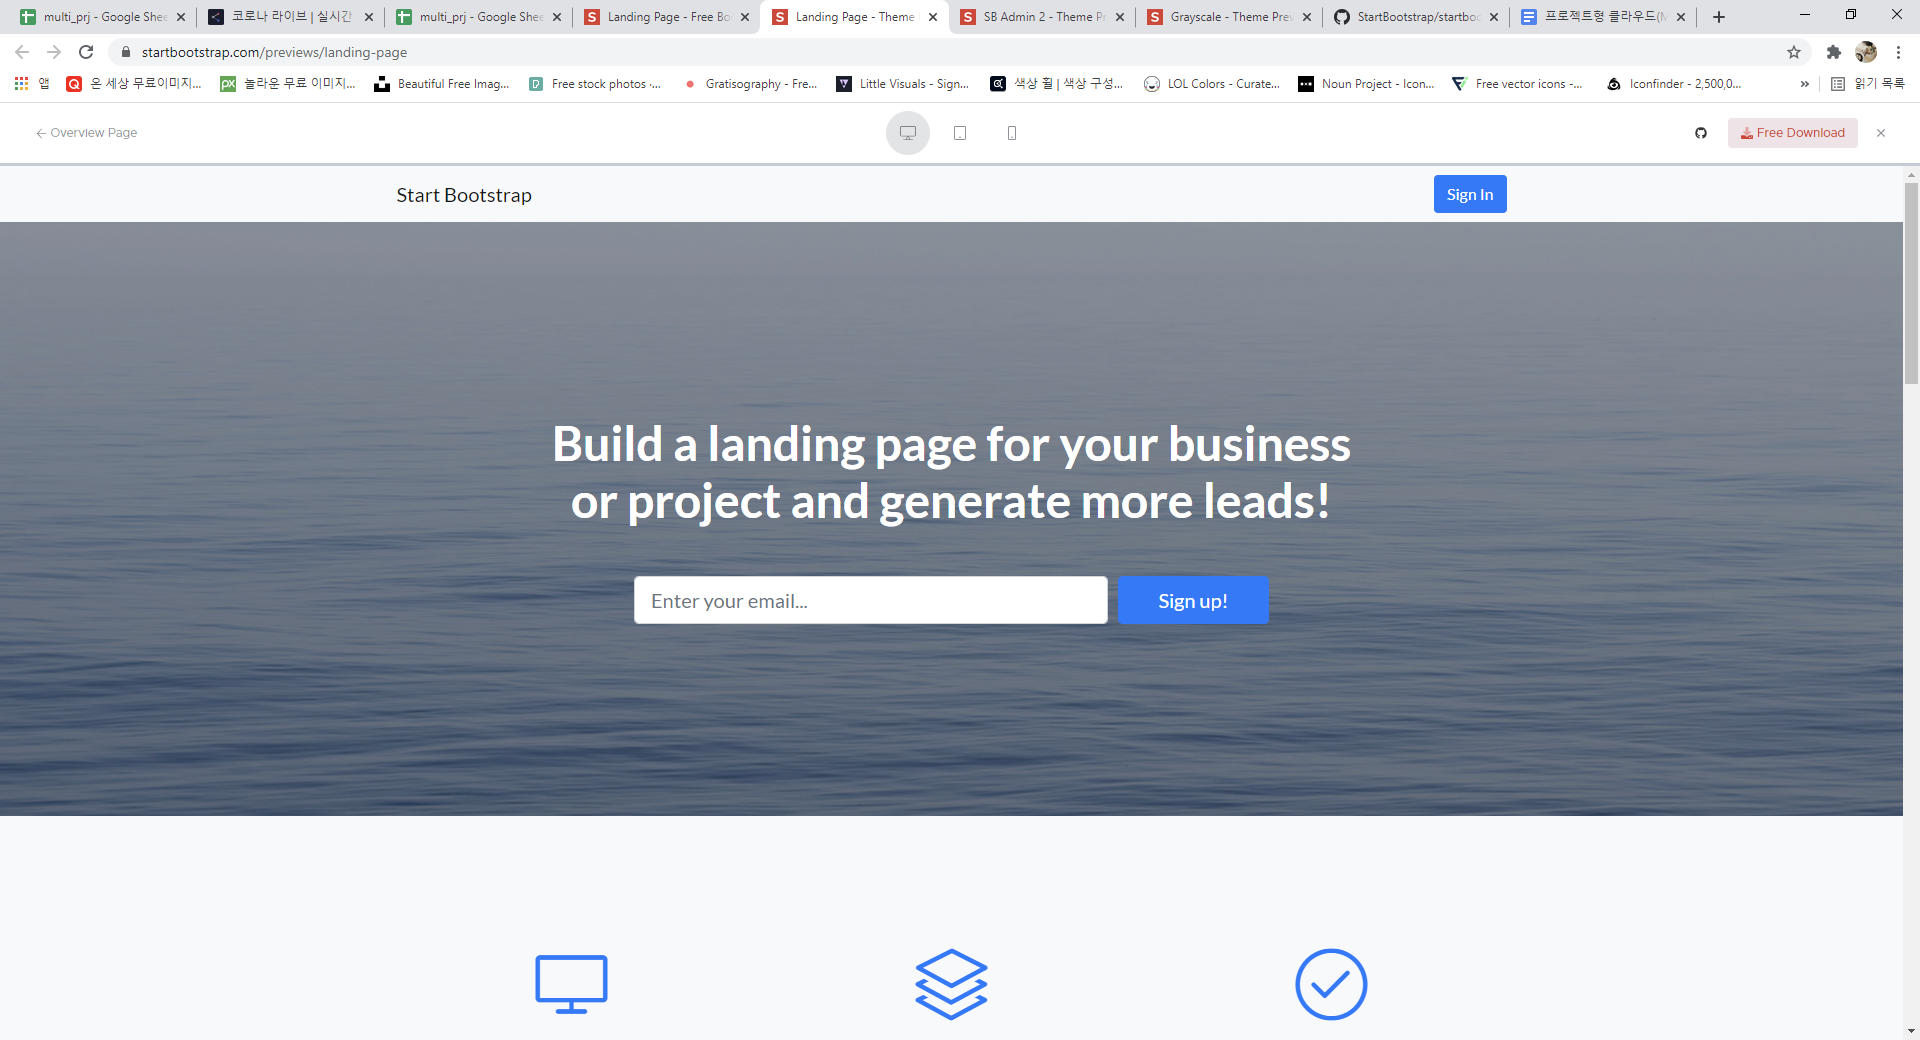 multi_prj - Google Shee
코로나 라이브 | 실시간
multi_prj - Google Shee
Landing Page - Free Bo
Landing Page - Theme
SB Admin 2 - Theme Pr
Grayscale - Theme Prev
StartBootstrap/startboo
프로젝트형 클라우드(M
startbootstrap.com/previews/landing-page
앱
온 세상 무료이미지...
놀라운 무료 이미지...
Beautiful Free Imag...
Free stock photos ·...
Gratisography - Fre...
Little Visuals - Sign...
색상 휠 | 색상 구성...
LOL Colors - Curate...
Noun Project - Icon...
Free vector icons -...
Iconfinder - 2,500,0...
»
읽기 목록
← Overview Page
Free Download
Start Bootstrap
Sign In
Build a landing page for your business
or project and generate more leads!
Enter your email...
Sign up!